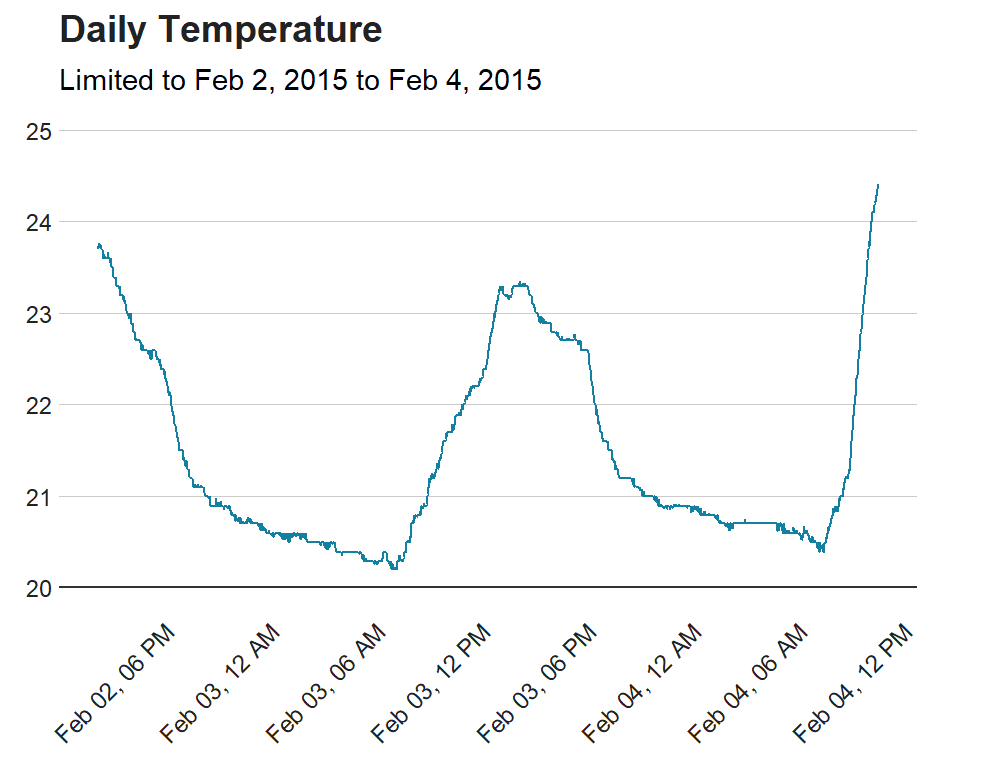 Daily Temperature
Limited to Feb 2, 2015 to Feb 4, 2015
25
24
23
22
21
20
Feb 02, 06 PM
Feb 03, 12 AM
Feb 03, 06 AM
Feb 03, 12 PM
Feb 03, 06 PM
Feb 04, 12 AM
Feb 04, 06 AM
Feb 04, 12 PM